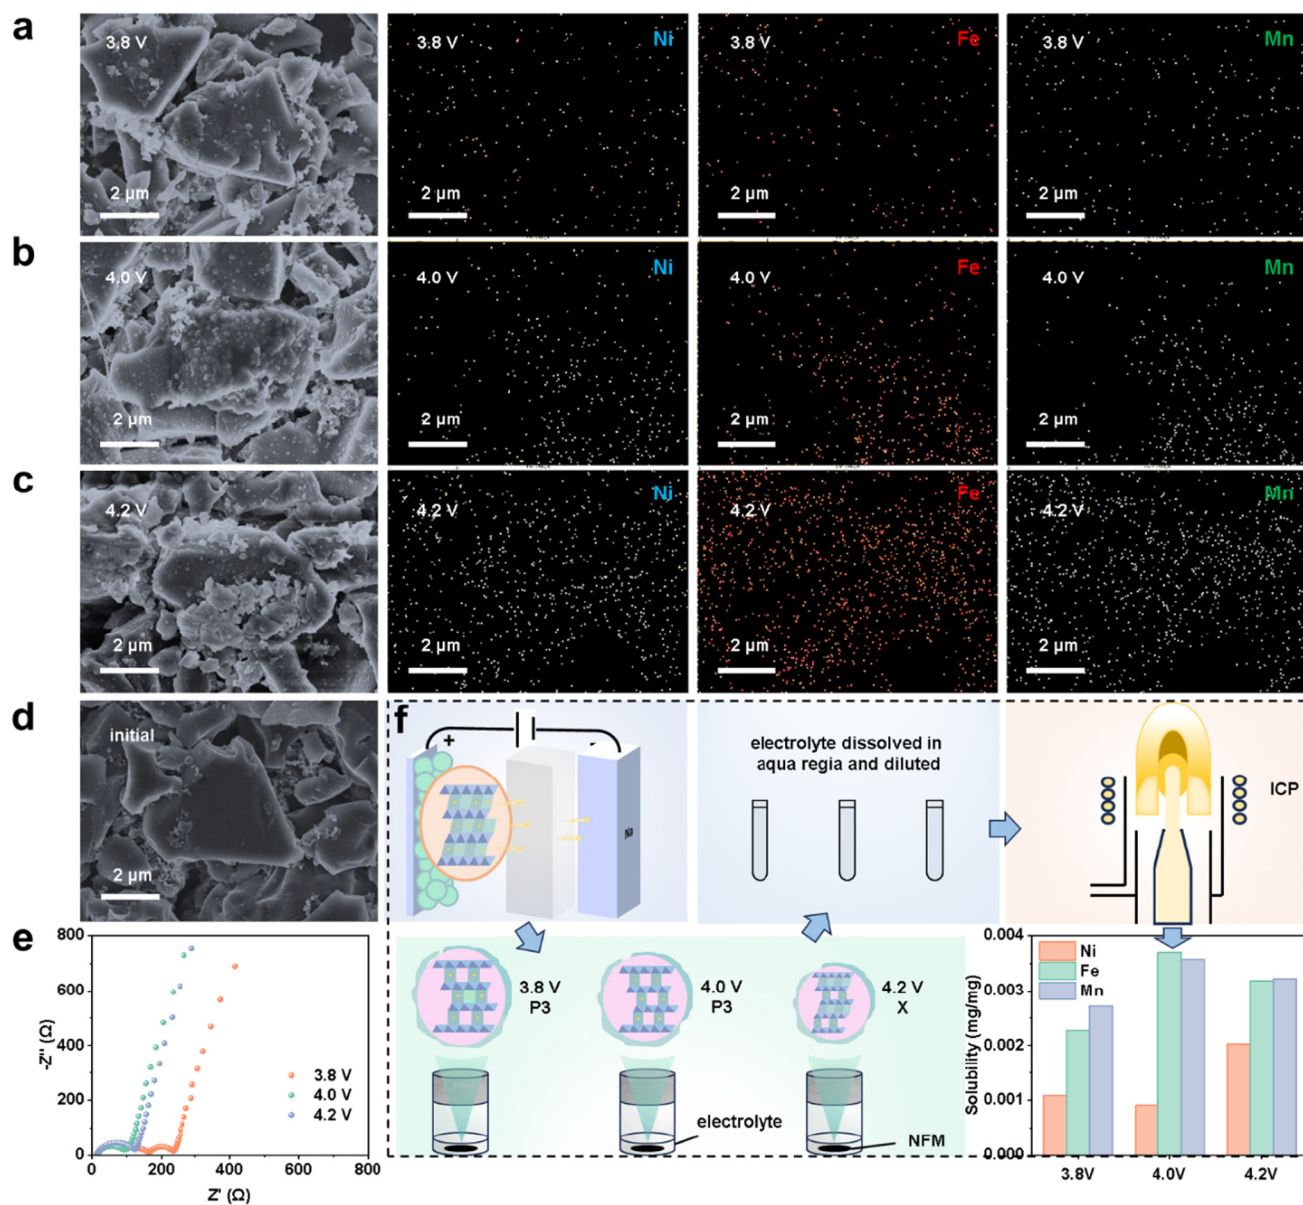 a
3.8 V
3.8 V
Ni
3.8 V
Fe
3.8 V
Mn
2 μm
2 μm
2 μm
2 μm
b
4.0 V
4.0 V
Ni
4.0 V
Fe
4.0 V
Mn
2 μm
2 μm
2 μm
2 μm
c
4.2 V
4.2 V
Ni
4.2 V
Fe
4.2 V
Mn
2 μm
2 μm
2 μm
2 μm
d
initial
2 μm
f
+
-
Na
electrolyte dissolved in
aqua regia and diluted
ICP
3.8 V
P3
4.0 V
P3
4.2 V
X
electrolyte
NFM
e
800
600
400
200
0
-Z'' (Ω)
3.8 V
4.0 V
4.2 V
0
200
400
600
800
Z' (Ω)
0.004
0.003
0.002
0.001
0.000
Solubility (mg/mg)
Ni
Fe
Mn
3.8V
4.0V
4.2V